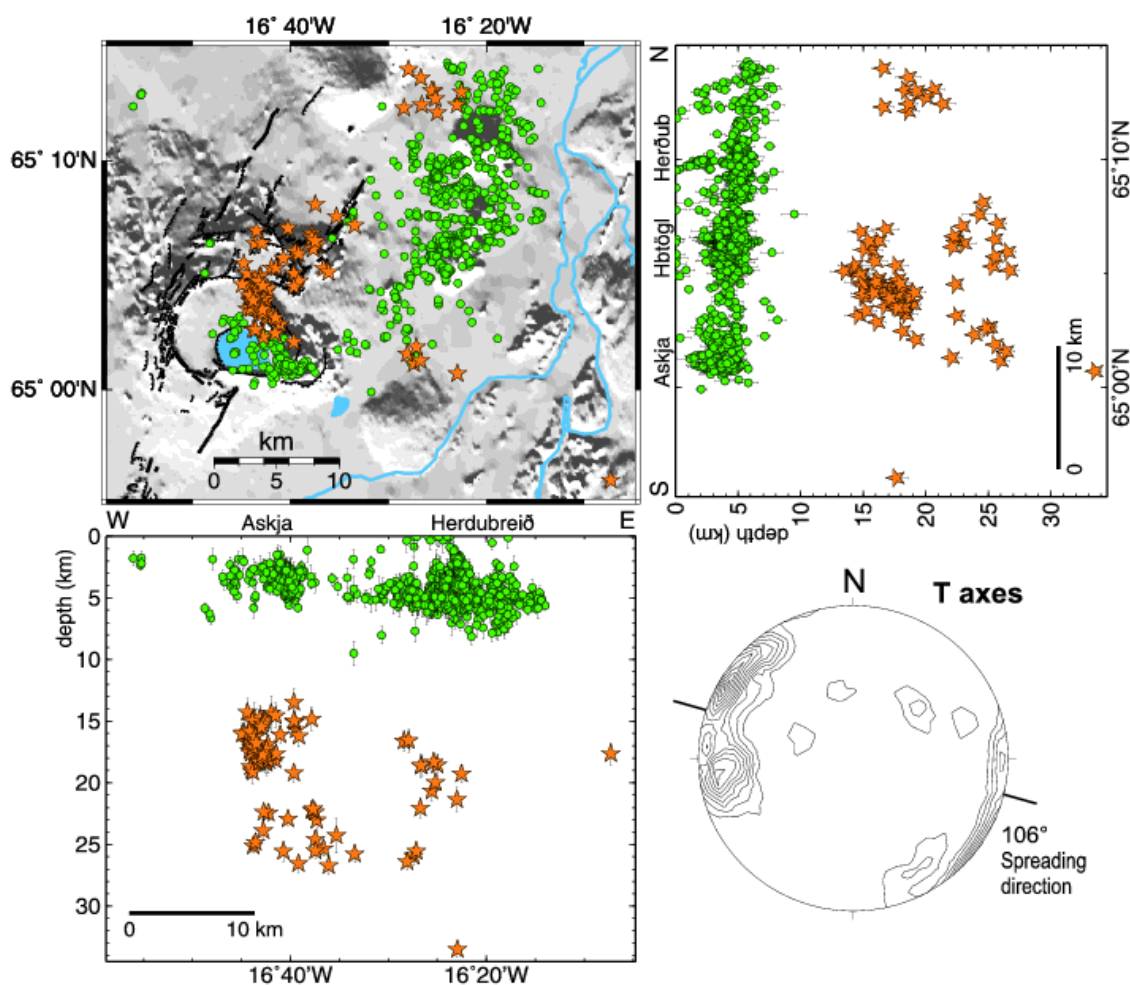 16° 40'W 16° 20'W
65° 10'N
65° 00'N
km
0 5 10
W Askja Herdubreið E
0
5
10
15
20
25
30
depth (km)
0 10 km
16°40'W 16°20'W
N
Herðub
Hbtögl
Askja
S
65°10'N
65°00'N
10 km
0
0 5 10 15 20 25 30
depth (km)
N
T axes
106°
Spreading
direction